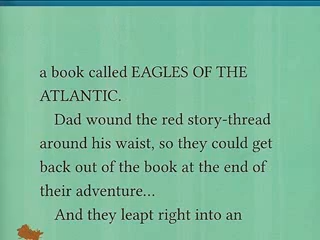 a book called EAGLES OF THE
ATLANTIC.
Dad wound the red story-thread
around his waist, so they could get
back out of the book at the end of
their adventure...
And they leapt right into an